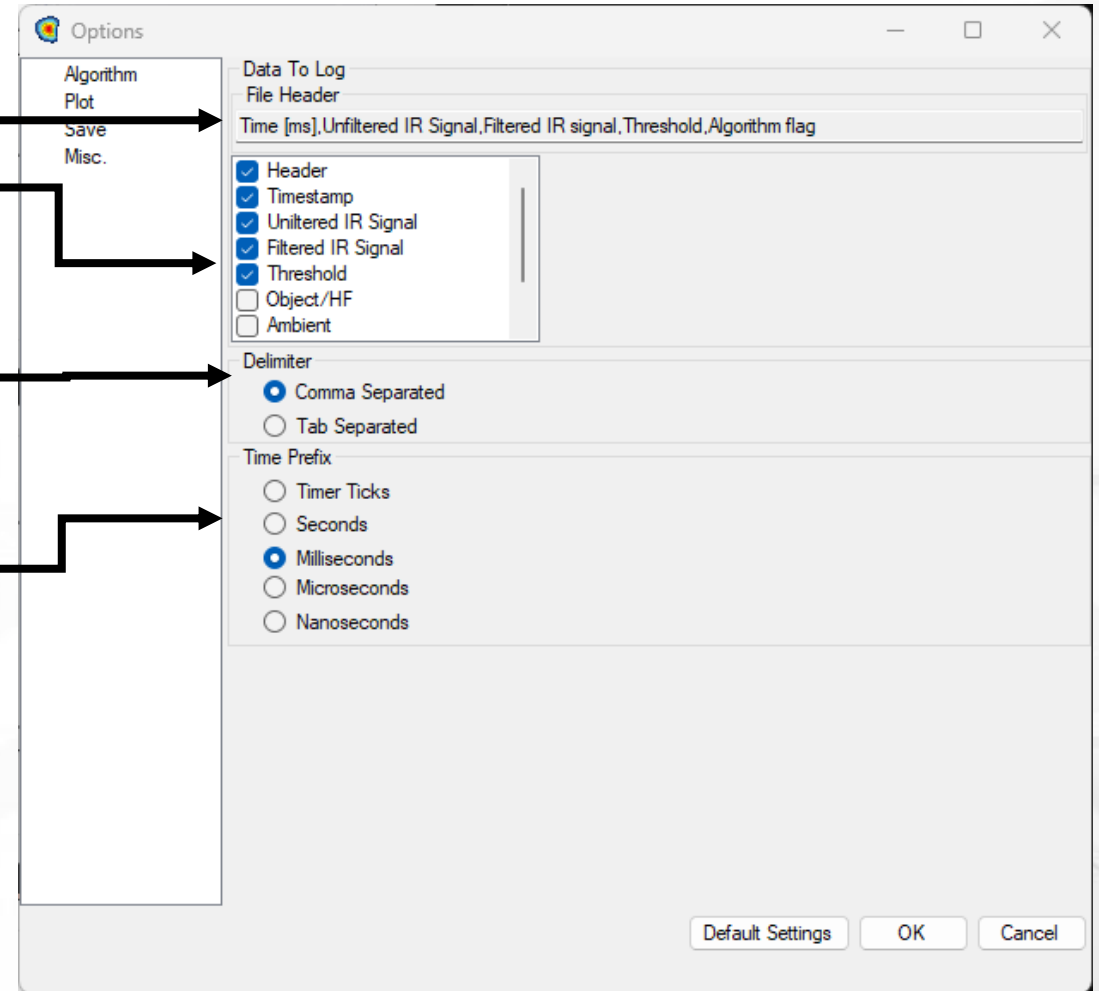 Options
Algorithm
Plot
Save
Misc.
Data To Log
File Header
Time [ms],Unfiltered IR Signal,Filtered IR signal,Threshold,Algorithm flag
Header
Timestamp
Uniltered IR Signal
Filtered IR Signal
Threshold
Object/HF
Ambient
Delimiter
Comma Separated
Tab Separated
Time Prefix
Timer Ticks
Seconds
Milliseconds
Microseconds
Nanoseconds
Default Settings OK Cancel